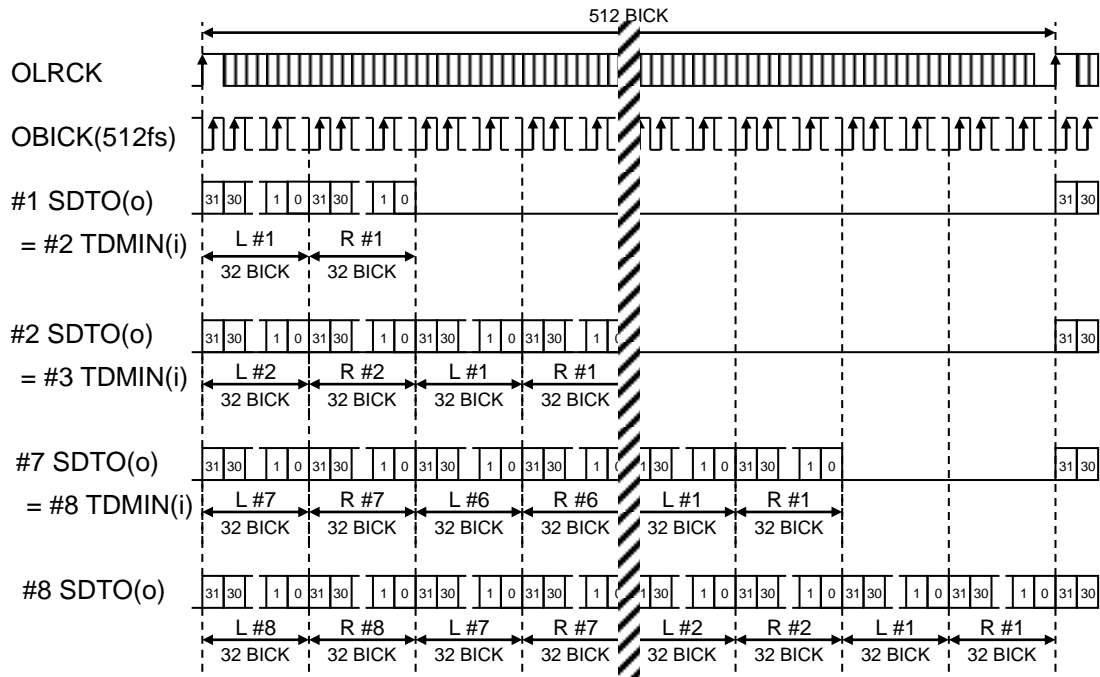 512 BICK
OLRCK
OBICK(512fs)
#1 SDTO(o) 31 30 1 0 31 30 1 0 31 30
= #2 TDMIN(i) L #1 R #1
32 BICK 32 BICK
#2 SDTO(o) 31 30 1 0 31 30 1 0 31 30 1 0 31 30 1 31 30
= #3 TDMIN(i) L #2 R #2 L #1 R #1
32 BICK 32 BICK 32 BICK 32 BICK
#7 SDTO(o) 31 30 1 0 31 30 1 0 31 30 1 0 31 30 1 1 30 1 0 31 30 1 0 31 30
= #8 TDMIN(i) L #7 R #7 L #6 R #6 L #1 R #1
32 BICK 32 BICK 32 BICK 32 BICK 32 BICK 32 BICK
#8 SDTO(o) 31 30 1 0 31 30 1 0 31 30 1 0 31 30 1 1 30 1 0 31 30 1 0 31 30 1 0 31 30 1 0 31 30
L #8 R #8 L #7 R #7 L #2 R #2 L #1 R #1
32 BICK 32 BICK 32 BICK 32 BICK 32 BICK 32 BICK 32 BICK 32 BICK